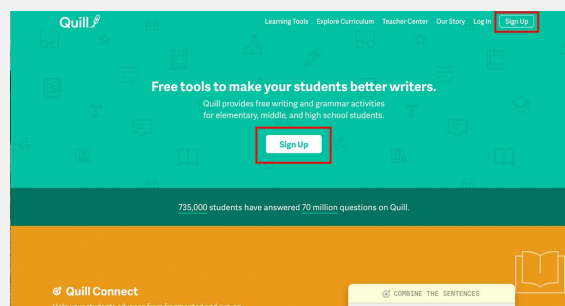 Quill
Learning Tools Explore Curriculum Teacher Center Our Story Log In Sign Up
Free tools to make your students better writers.
Quill provides free writing and grammar activities
for elementary, middle, and high school students.
Sign Up
735,000 students have answered 70 million questions on Quill.
Quill Connect
COMBINE THE SENTENCES